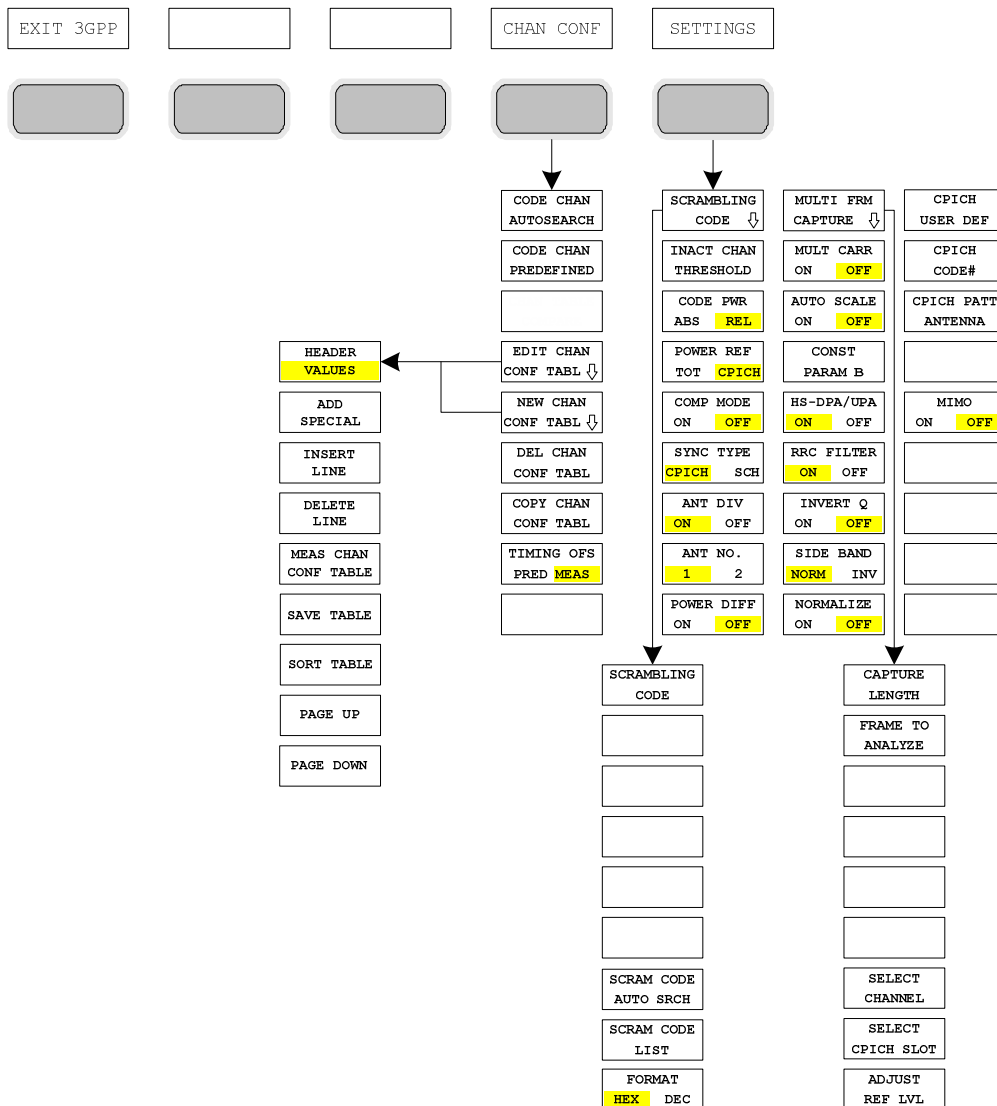 EXIT 3GPP
CHAN CONF
SETTINGS
CODE CHAN
AUTOSEARCH
CODE CHAN
PREDEFINED
EDIT CHAN
CONF TABL
NEW CHAN
CONF TABL
DEL CHAN
CONF TABL
COPY CHAN
CONF TABL
TIMING OFS
PRED MEAS
HEADER
VALUES
ADD
SPECIAL
INSERT
LINE
DELETE
LINE
MEAS CHAN
CONF TABLE
SAVE TABLE
SORT TABLE
PAGE UP
PAGE DOWN
SCRAMBLING
CODE
INACT CHAN
THRESHOLD
CODE PWR
ABS REL
POWER REF
TOT CPICH
COMP MODE
ON OFF
SYNC TYPE
CPICH SCH
ANT DIV
ON OFF
ANT NO.
1 2
POWER DIFF
ON OFF
MULTI FRM
CAPTURE
MULT CARR
ON OFF
AUTO SCALE
ON OFF
CONST
PARAM B
HS-DPA/UPA
ON OFF
RRC FILTER
ON OFF
INVERT Q
ON OFF
SIDE BAND
NORM INV
NORMALIZE
ON OFF
CPICH
USER DEF
CPICH
CODE#
CPICH PATT
ANTENNA
MIMO
ON OFF
SCRAMBLING
CODE
SCRAM CODE
AUTO SRCH
SCRAM CODE
LIST
FORMAT
HEX DEC
CAPTURE
LENGTH
FRAME TO
ANALYZE
SELECT
CHANNEL
SELECT
CPICH SLOT
ADJUST
REF LVL